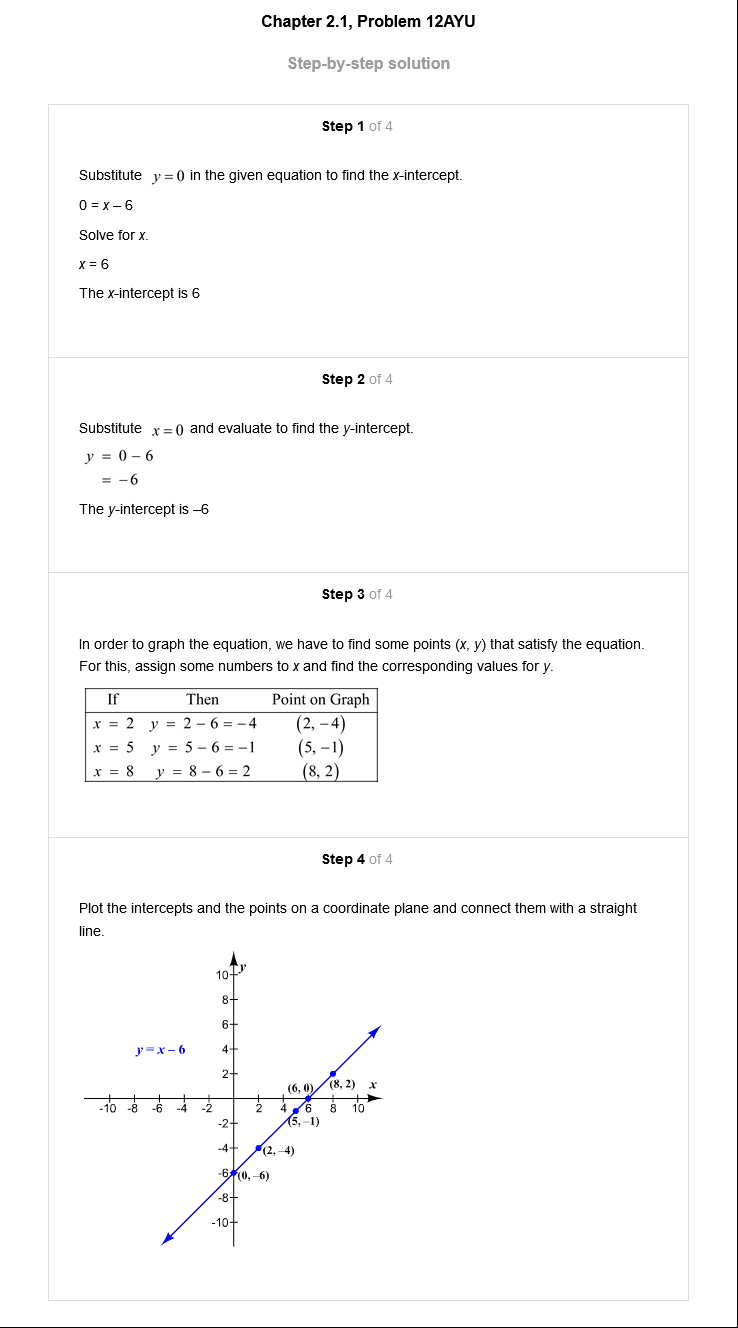 Chapter 2.1, Problem 12AYU
Step-by-step solution
Step 1 of 4
Substitute y = 0 in the given equation to find the x-intercept.
0 = x – 6
Solve for x.
x = 6
The x-intercept is 6
Step 2 of 4
Substitute x = 0 and evaluate to find the y-intercept.
y = 0 − 6
= −6
The y-intercept is –6
Step 3 of 4
In order to graph the equation, we have to find some points (x, y) that satisfy the equation.
For this, assign some numbers to x and find the corresponding values for y.
If Then Point on Graph
x = 2 y = 2 − 6 = −4 (2, −4)
x = 5 y = 5 − 6 = −1 (5, −1)
x = 8 y = 8 − 6 = 2 (8, 2)
Step 4 of 4
Plot the intercepts and the points on a coordinate plane and connect them with a straight
line.
y
10
8
6
y = x – 6 4
2
(6, 0) (8, 2) x
-10 -8 -6 -4 -2 2 4 6 8 10
-2 (5, –1)
-4 (2, –4)
-6 (0, –6)
-8
-10